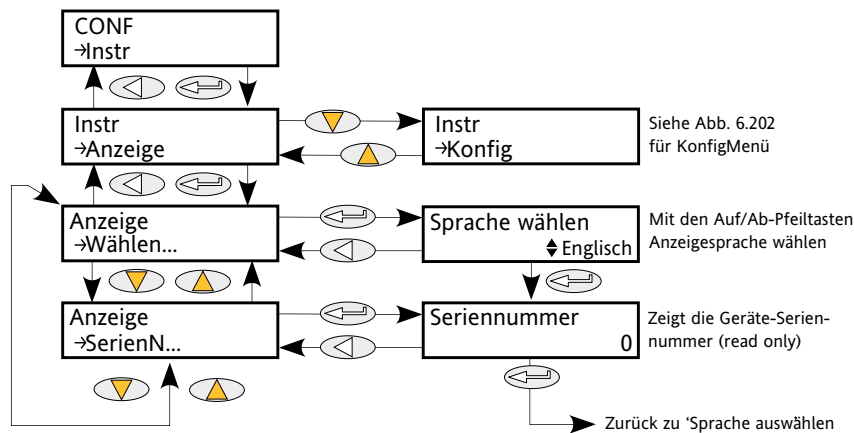 CONF
→Instr
Instr
→Anzeige
Instr
→Konfig
Siehe Abb. 6.202
für KonfigMenü
Anzeige
→Wählen...
Sprache wählen
Englisch
Mit den Auf/Ab-Pfeiltasten
Anzeigesprache wählen
Anzeige
→SerienN...
Seriennummer
0
Zeigt die Geräte-Serien-
nummer (read only)
Zurück zu 'Sprache auswählen